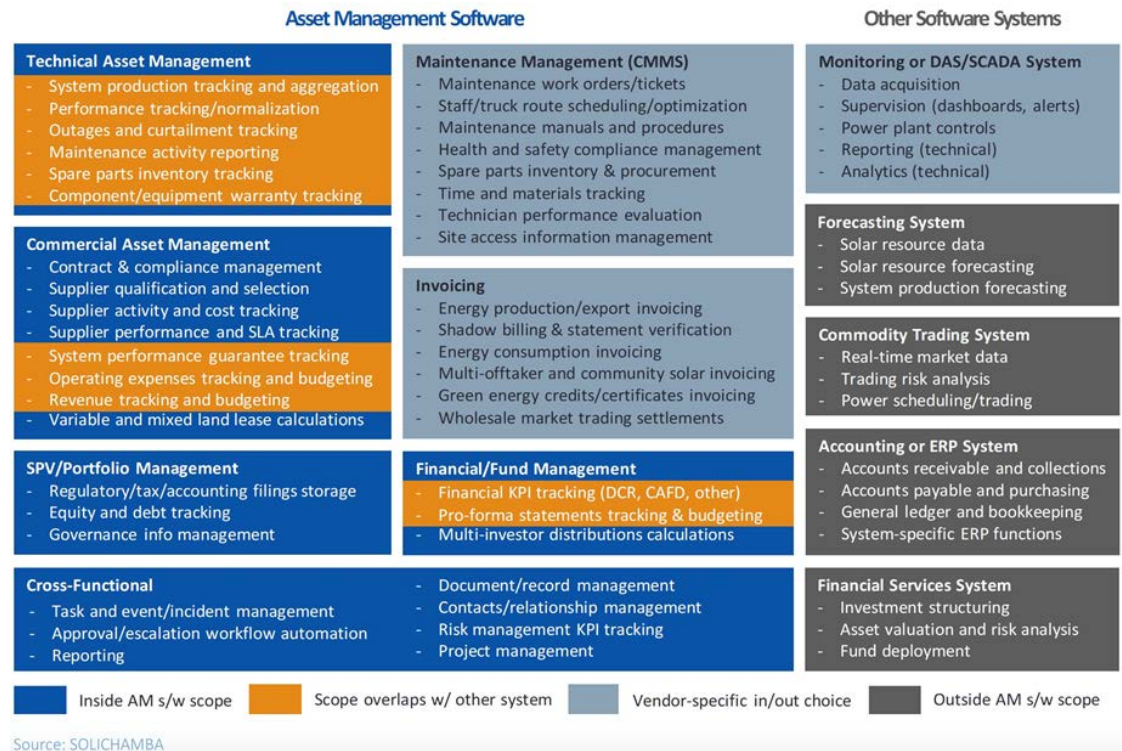 Asset Management Software
Other Software Systems
Technical Asset Management
- System production tracking and aggregation
- Performance tracking/normalization
- Outages and curtailment tracking
- Maintenance activity reporting
- Spare parts inventory tracking
- Component/equipment warranty tracking
Commercial Asset Management
- Contract & compliance management
- Supplier qualification and selection
- Supplier activity and cost tracking
- Supplier performance and SLA tracking
- System performance guarantee tracking
- Operating expenses tracking and budgeting
- Revenue tracking and budgeting
- Variable and mixed land lease calculations
SPV/Portfolio Management
- Regulatory/tax/accounting filings storage
- Equity and debt tracking
- Governance info management
Maintenance Management (CMMS)
- Maintenance work orders/tickets
- Staff/truck route scheduling/optimization
- Maintenance manuals and procedures
- Health and safety compliance management
- Spare parts inventory & procurement
- Time and materials tracking
- Technician performance evaluation
- Site access information management
Invoicing
- Energy production/export invoicing
- Shadow billing & statement verification
- Energy consumption invoicing
- Multi-offtaker and community solar invoicing
- Green energy credits/certificates invoicing
- Wholesale market trading settlements
Financial/Fund Management
- Financial KPI tracking (DCR, CAFD, other)
- Pro-forma statements tracking & budgeting
- Multi-investor distributions calculations
Cross-Functional
- Task and event/incident management
- Approval/escalation workflow automation
- Reporting
- Document/record management
- Contacts/relationship management
- Risk management KPI tracking
- Project management
Monitoring or DAS/SCADA System
- Data acquisition
- Supervision (dashboards, alerts)
- Power plant controls
- Reporting (technical)
- Analytics (technical)
Forecasting System
- Solar resource data
- Solar resource forecasting
- System production forecasting
Commodity Trading System
- Real-time market data
- Trading risk analysis
- Power scheduling/trading
Accounting or ERP System
- Accounts receivable and collections
- Accounts payable and purchasing
- General ledger and bookkeeping
- System-specific ERP functions
Financial Services System
- Investment structuring
- Asset valuation and risk analysis
- Fund deployment
Inside AM s/w scope
Scope overlaps w/ other system
Vendor-specific in/out choice
Outside AM s/w scope
Source: SOLICHAMBA